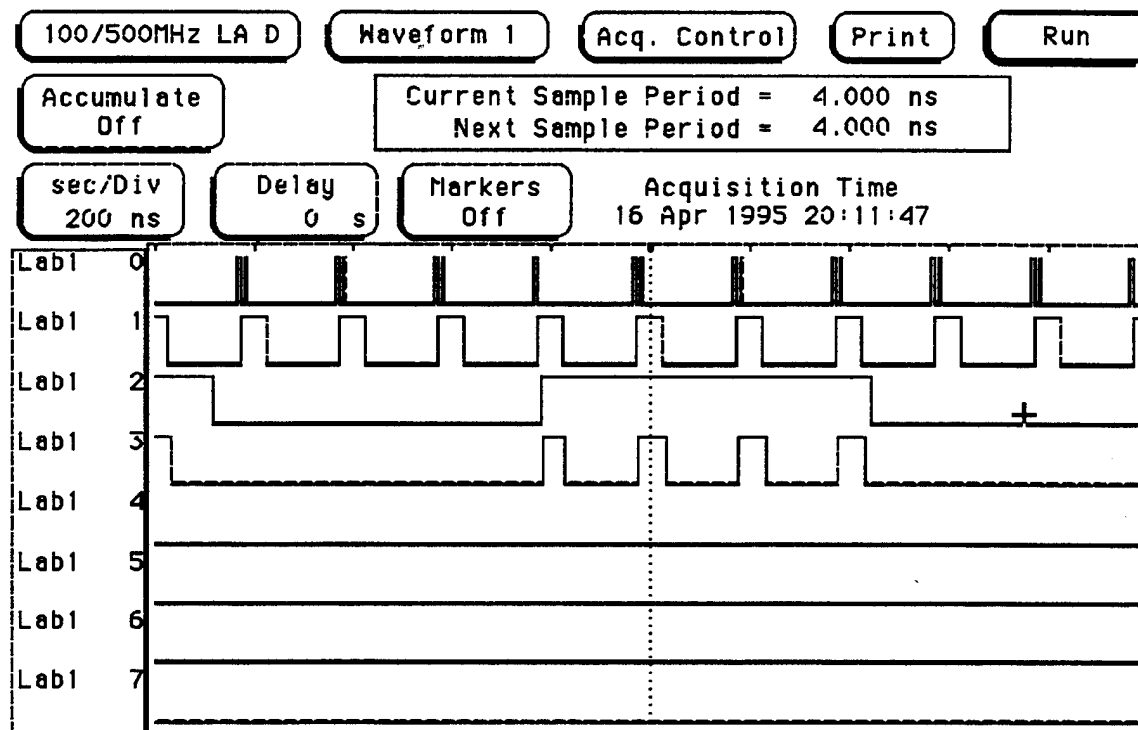 100/500MHz LA D Waveform 1 Acq. Control Print Run
Accumulate
Off
Current Sample Period = 4.000 ns
Next Sample Period = 4.000 ns
sec/Div
200 ns
Delay
0 s
Markers
Off
Acquisition Time
16 Apr 1995 20:11:47
Lab1 0
Lab1 1
Lab1 2
Lab1 3
Lab1 4
Lab1 5
Lab1 6
Lab1 7